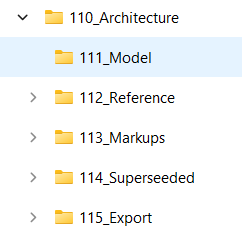 110_Architecture
111_Model
112_Reference
113_Markups
114_Superseeded
115_Export